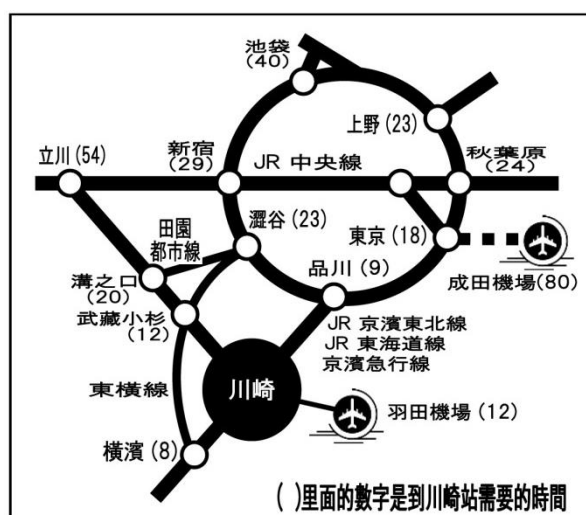 池袋
(40)
上野 (23)
立川 (54)
新宿
(29)
JR 中央線
秋葉原
(24)
澀谷 (23)
田園
都市線
東京 (18)
品川 (9)
成田機場 (80)
溝之口
(20)
武藏小杉
(12)
JR 京濱東北線
JR 東海道線
京濱急行線
川崎
東橫線
羽田機場 (12)
橫濱 (8)
( )里面的數字是到川崎站需要的時間